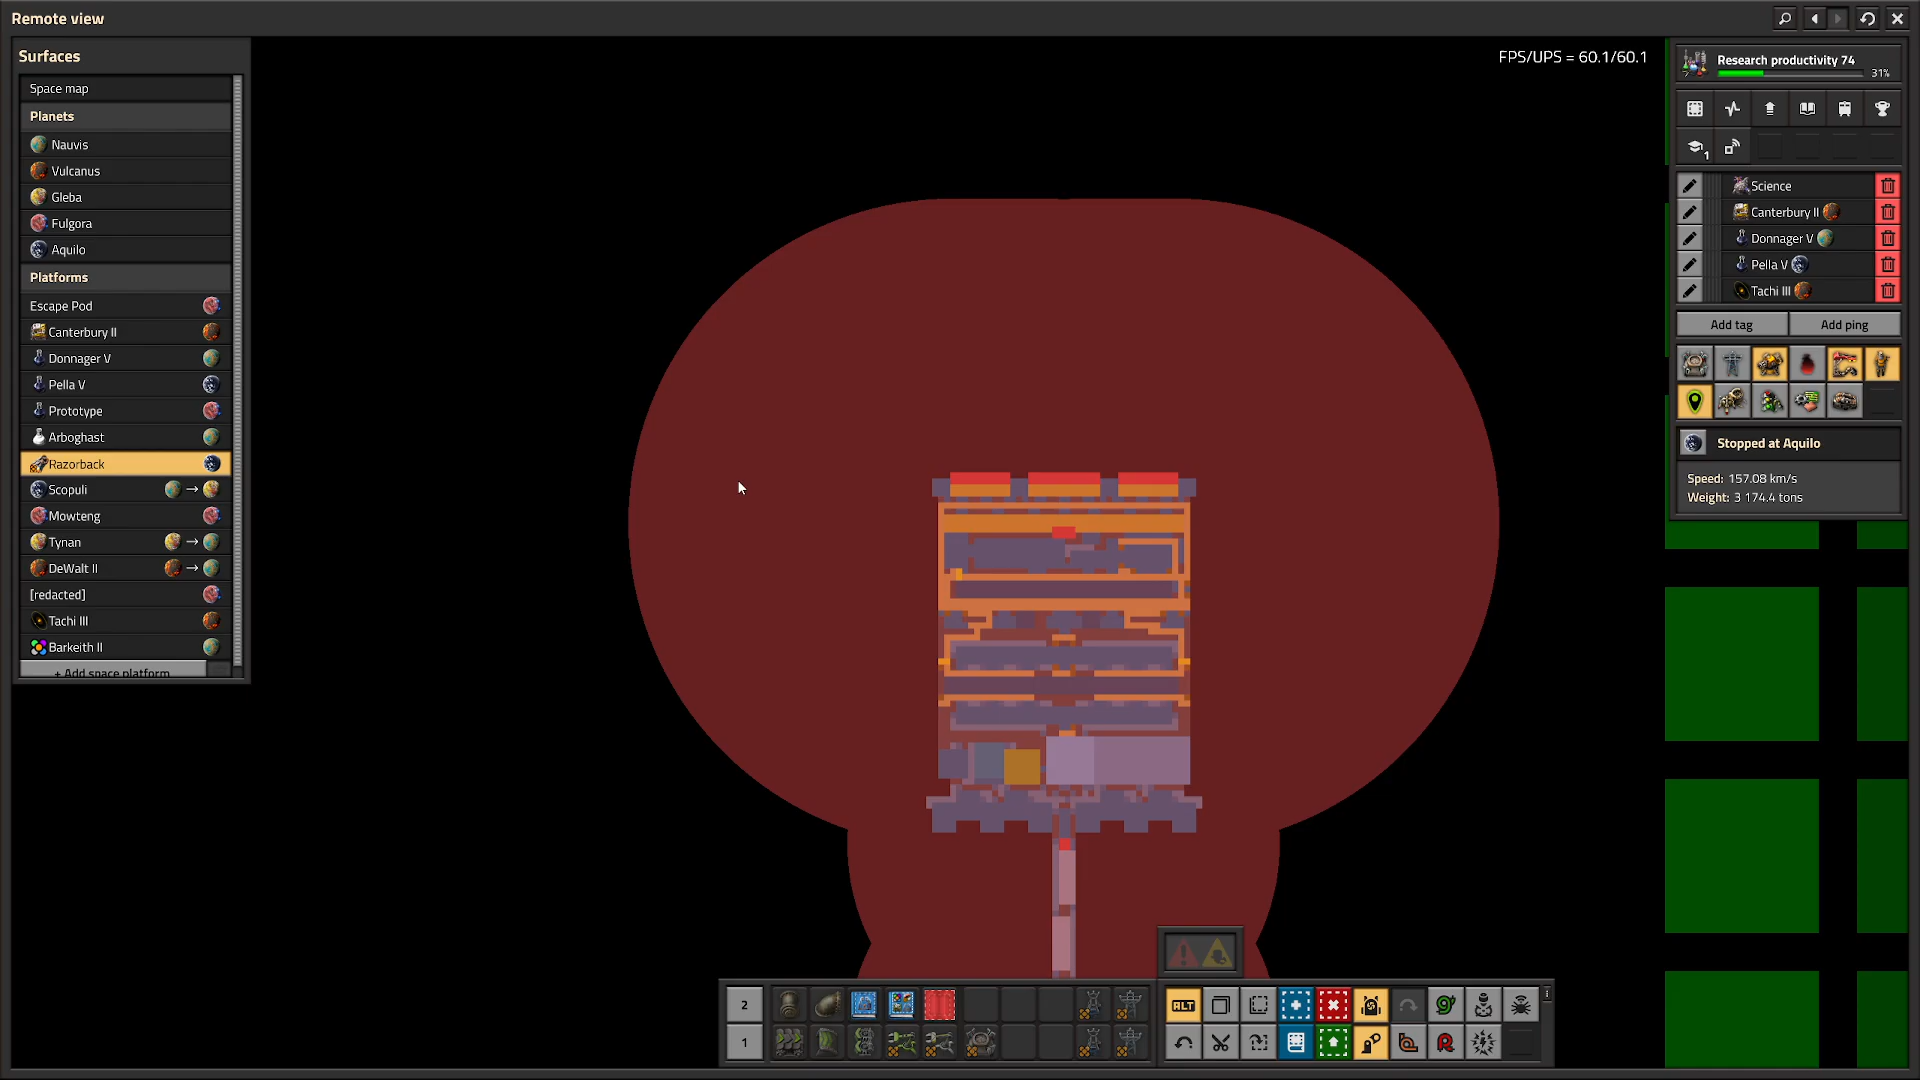 Remote view
Surfaces
FPS/UPS = 60.1/60.1
Space map
Planets
Nauvis
Vulcanus
Gleba
Fulgora
Aquilo
Platforms
Escape Pod
Canterbury II
Donnager V
Pella V
Prototype
Arboghast
Razorback
Scopuli
Mowteng
Tynan
DeWalt II
[redacted]
Tachi III
Barkeith II
+ Add space platform
Research productivity 74
31%
1
Science
Canterbury II
Donnager V
Pella V
Tachi III
Add tag
Add ping
Stopped at Aquilo
Speed: 157.08 km/s
Weight: 3 174.4 tons
2
ALT
1